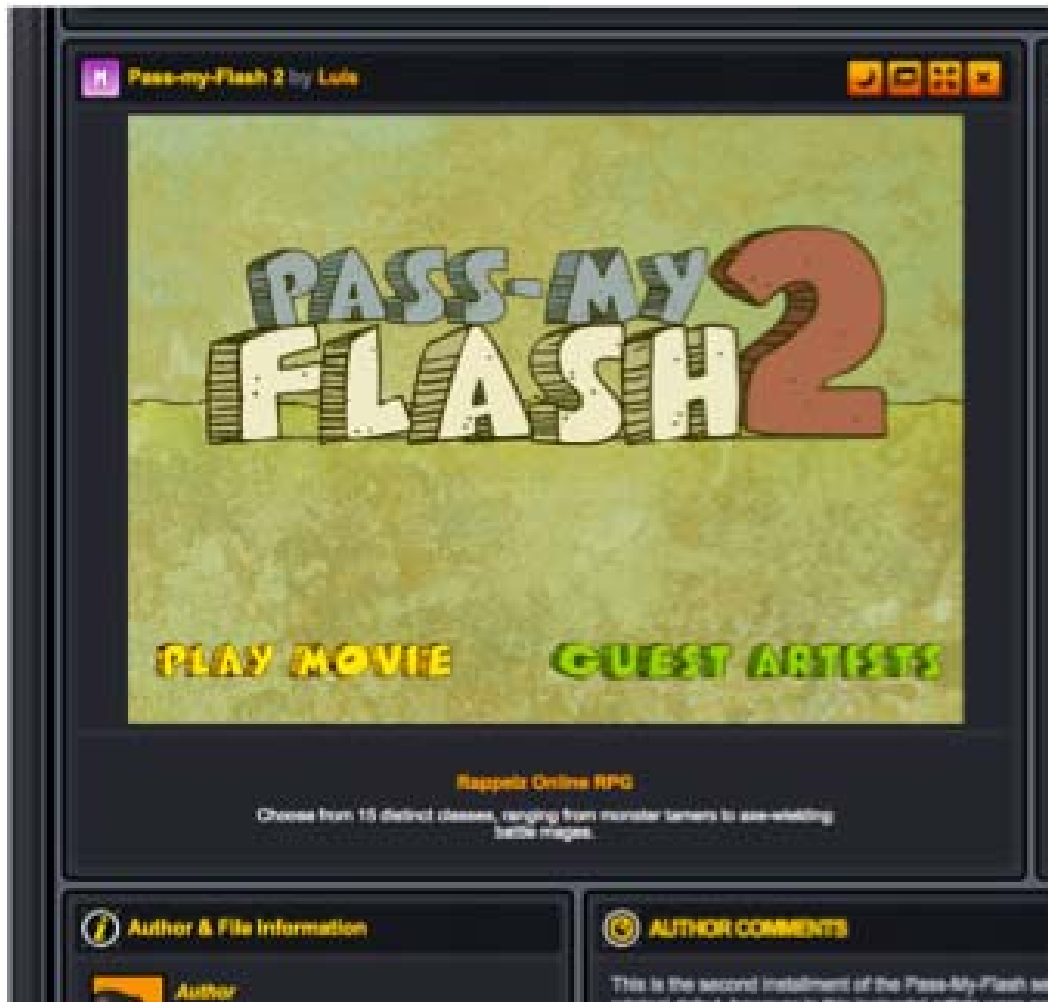 M Pass-my-Flash 2 by Luis
PASS-MY
FLASH 2
PLAY MOVIE
GUEST ARTISTS
Rappelz Online RPG
Choose from 15 distinct classes, ranging from monster tamers to axe-wielding
battle mages.
Author & File Information
AUTHOR COMMENTS
Author
This is the second installment of the Pass-My-Flash